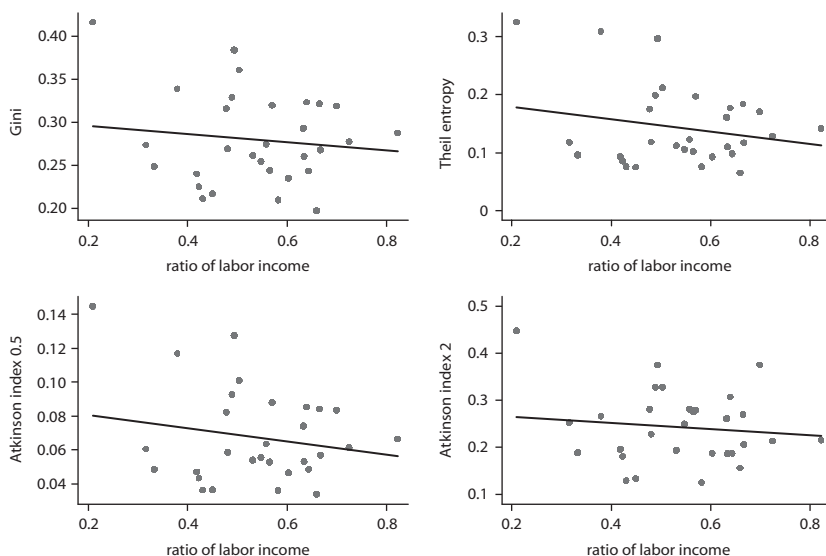 Gini
0.40
0.35
0.30
0.25
0.20
0.2 0.4 0.6 0.8
ratio of labor income
Theil entropy
0.3
0.2
0.1
0
0.2 0.4 0.6 0.8
ratio of labor income
Atkinson index 0.5
0.14
0.12
0.10
0.08
0.06
0.04
0.2 0.4 0.6 0.8
ratio of labor income
Atkinson index 2
0.5
0.4
0.3
0.2
0.1
0.2 0.4 0.6 0.8
ratio of labor income